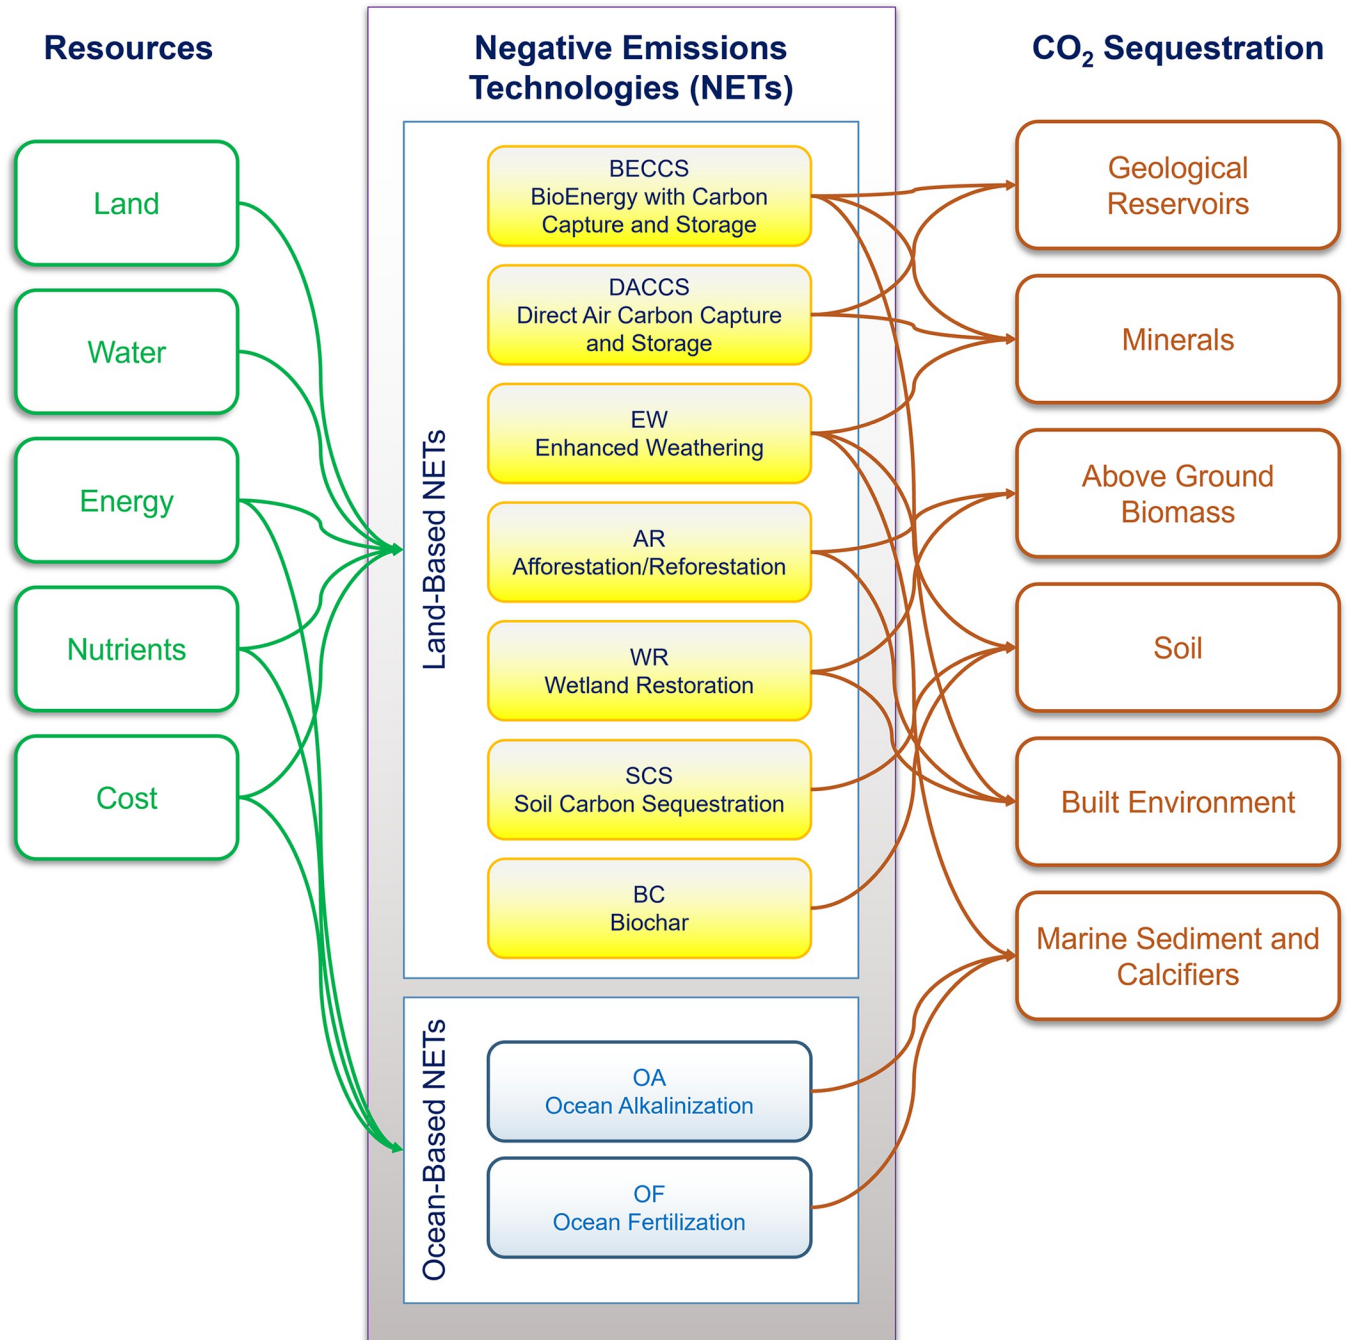 Resources
Land
Water
Energy
Nutrients
Cost
Negative Emissions
Technologies (NETs)
Land-Based NETs
BECCS
BioEnergy with Carbon
Capture and Storage
DACCS
Direct Air Carbon Capture
and Storage
EW
Enhanced Weathering
AR
Afforestation/Reforestation
WR
Wetland Restoration
SCS
Soil Carbon Sequestration
BC
Biochar
Ocean-Based NETs
OA
Ocean Alkalinization
OF
Ocean Fertilization
CO₂ Sequestration
Geological
Reservoirs
Minerals
Above Ground
Biomass
Soil
Built Environment
Marine Sediment and
Calcifiers